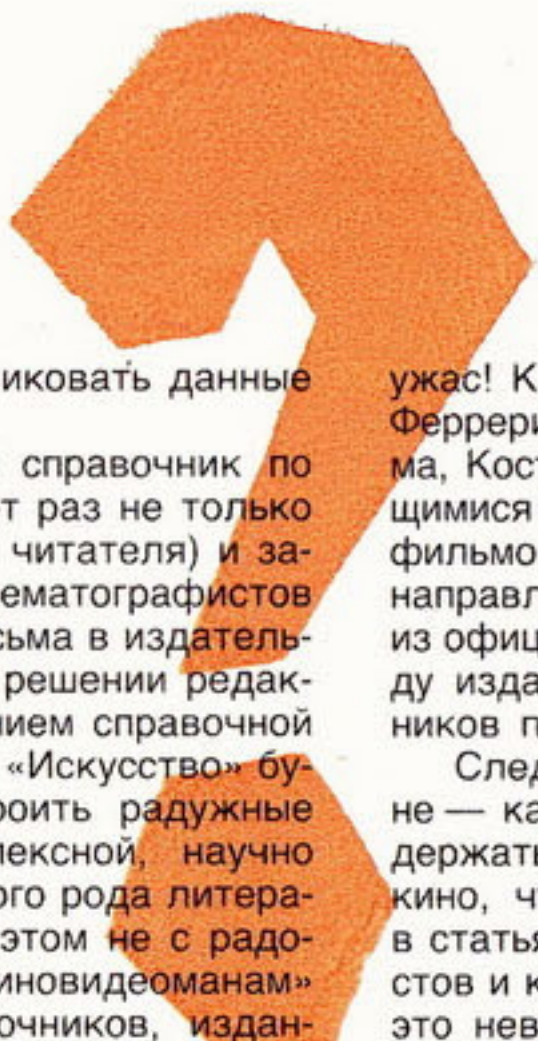 иковать данные
справочник по
т раз не только
читателя) и за-
ематографистов
сьма в издатель-
решении редак-
нием справочной
«Искусство» бу-
роить радужные
лексной, научно
ого рода литера-
этом не с радо-
иновидеоманам»
очников, издан-
ужас! К
Феррери
ма, Кост
щимися
фильмо
направл
из офиц
ду изда
ников п
След
не — ка
держать
кино, ч
в статья
стов и к
это нев